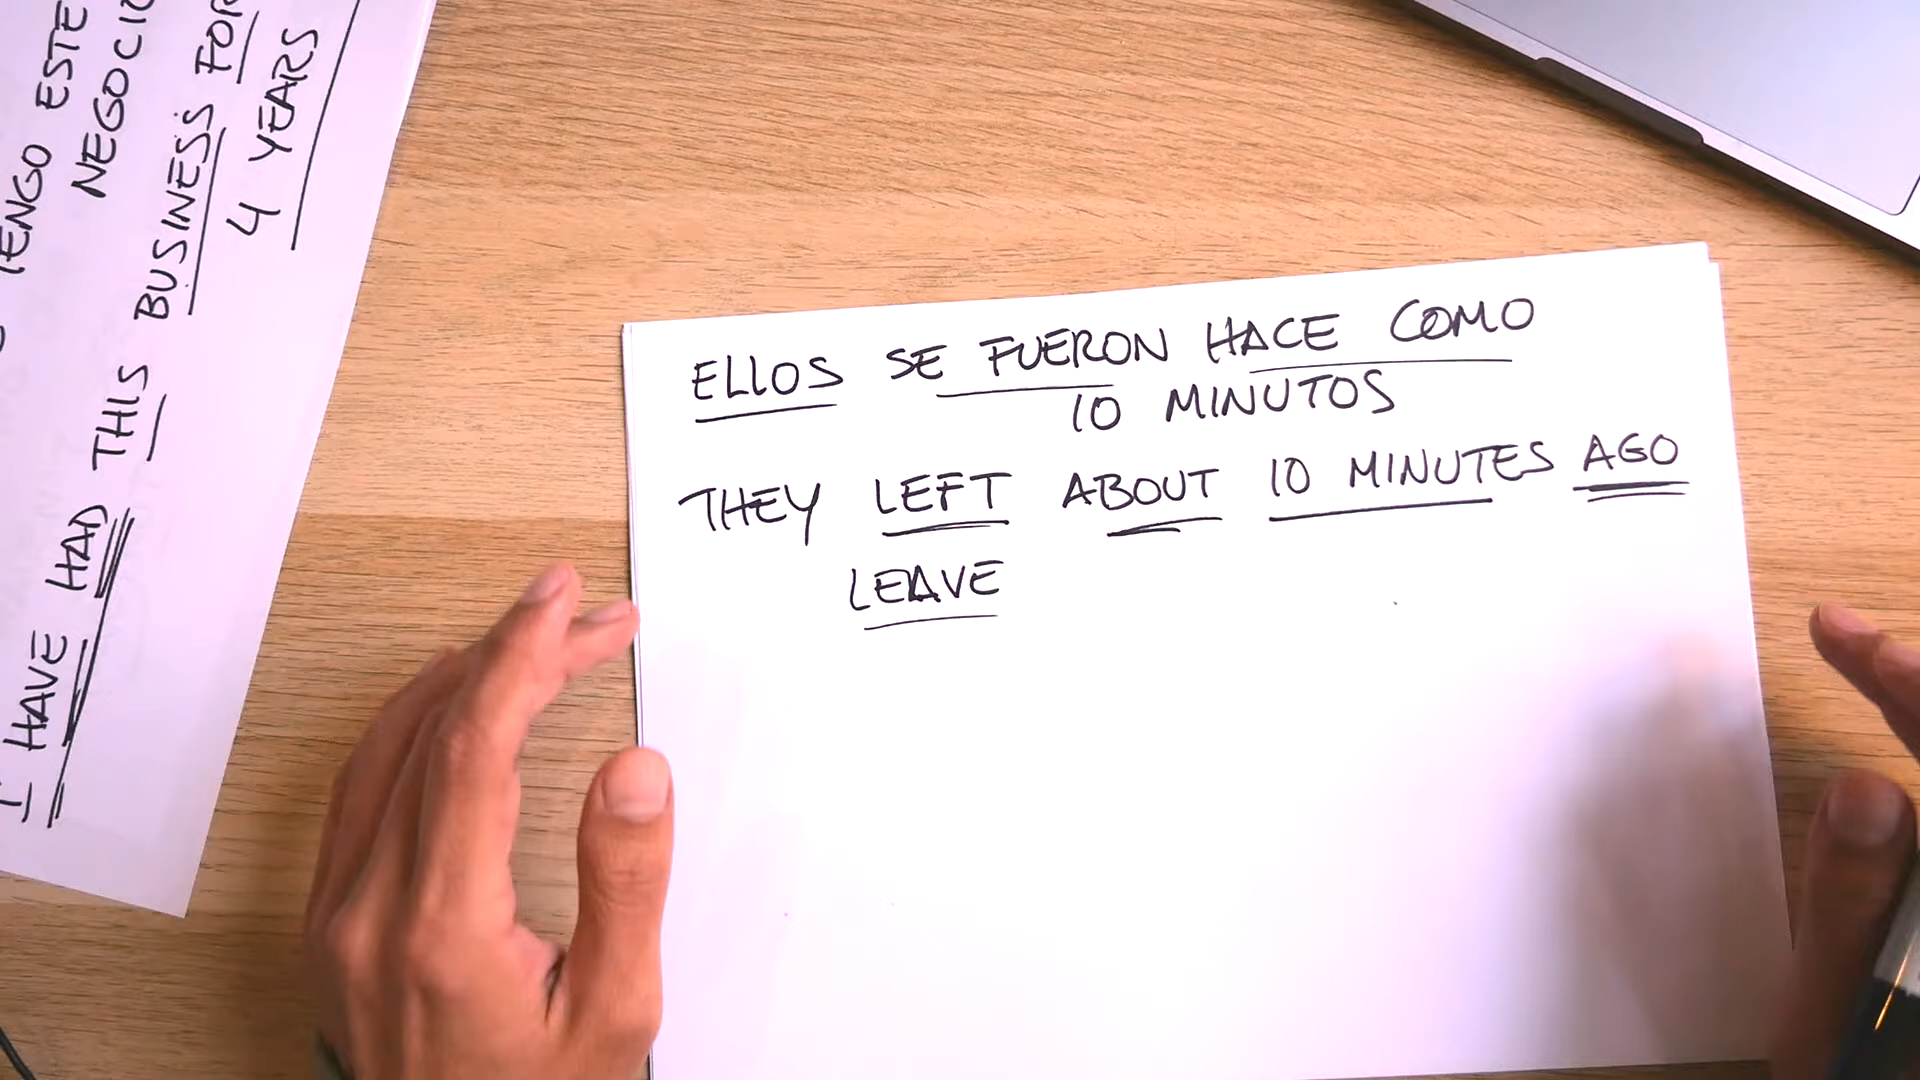 TENGO ESTE
NEGOCIO
I HAVE HAD THIS BUSINESS FOR
4 YEARS
ELLOS SE FUERON HACE COMO
10 MINUTOS
THEY LEFT ABOUT 10 MINUTES AGO
LEAVE